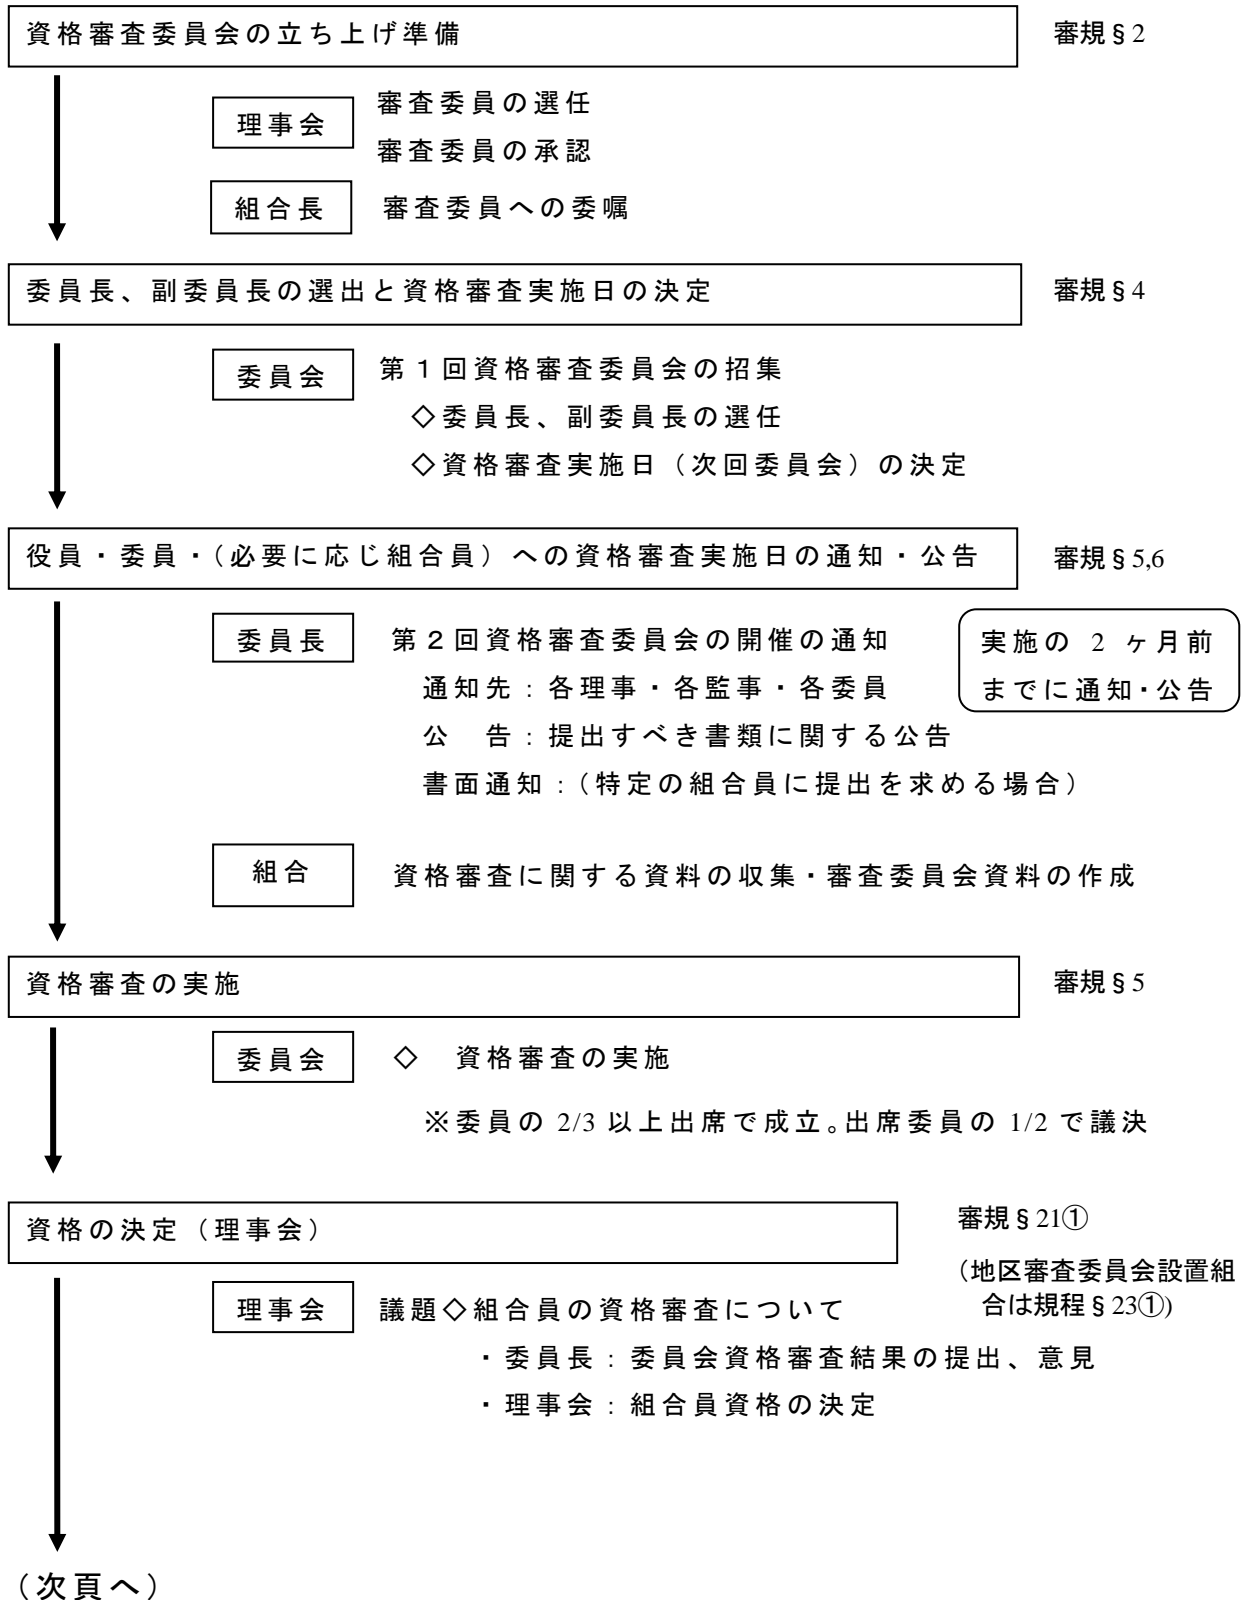 資格審査委員会の立ち上げ準備 審規§2
審査委員の選任
理事会
審査委員の承認
組合長 審査委員への委嘱
委員長、副委員長の選出と資格審査実施日の決定 審規§4
委員会 第1回資格審査委員会の招集
◇委員長、副委員長の選任
◇資格審査実施日（次回委員会）の決定
役員・委員・（必要に応じ組合員）への資格審査実施日の通知・公告 審規§5,6
委員長 第2回資格審査委員会の開催の通知
通知先：各理事・各監事・各委員
実施の 2 ヶ月前
までに通知・公告
公　告：提出すべき書類に関する公告
書面通知：（特定の組合員に提出を求める場合）
組合 資格審査に関する資料の収集・審査委員会資料の作成
資格審査の実施 審規§5
委員会 ◇　資格審査の実施
※委員の 2/3 以上出席で成立。出席委員の 1/2 で議決
資格の決定（理事会） 審規§21①
（地区審査委員会設置組
合は規程§23①)
理事会 議題◇組合員の資格審査について
・委員長：委員会資格審査結果の提出、意見
・理事会：組合員資格の決定
（次頁へ）